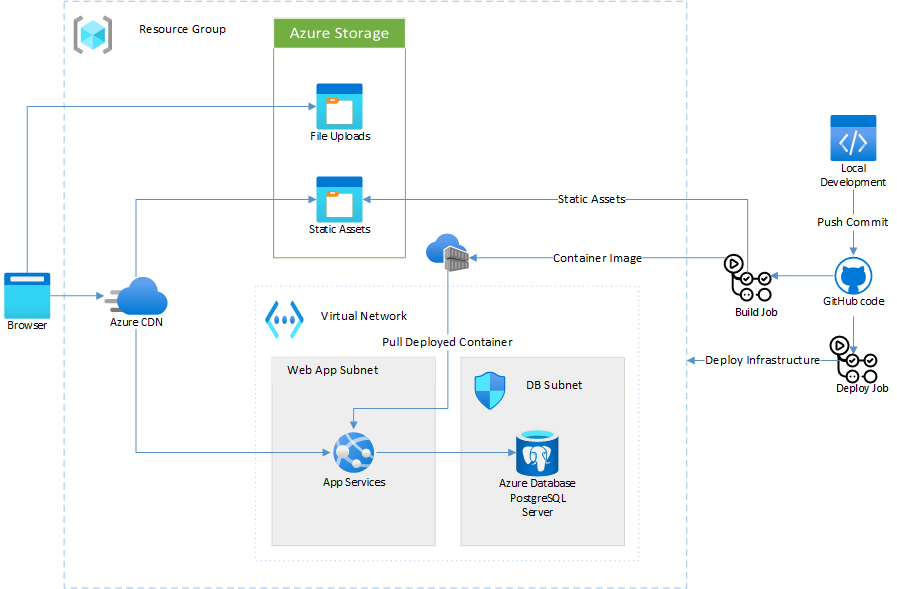 Resource Group
Azure Storage
File Uploads
Static Assets
Local
Development
Push Commit
GitHub code
Static Assets
Container Image
Build Job
Browser
Azure CDN
Virtual Network
Pull Deployed Container
Deploy Infrastructure
Deploy Job
Web App Subnet
DB Subnet
App Services
Azure Database
PostgreSQL
Server